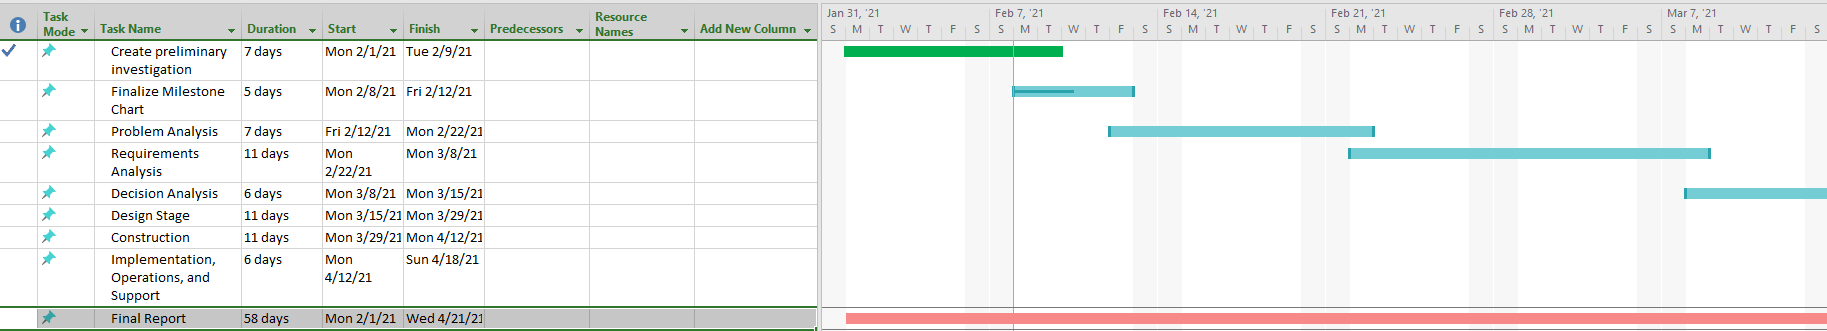 Task Mode Task Name Duration Start Finish Predecessors Resource Names Add New Column
Jan 31, '21 Feb 7, '21 Feb 14, '21 Feb 21, '21 Feb 28, '21 Mar 7, '21
S M T W T F S S M T W T F S S M T W T F S S M T W T F S S M T W T F S S M T W T F S
Create preliminary investigation 7 days Mon 2/1/21 Tue 2/9/21
Finalize Milestone Chart 5 days Mon 2/8/21 Fri 2/12/21
Problem Analysis 7 days Fri 2/12/21 Mon 2/22/21
Requirements Analysis 11 days Mon 2/22/21 Mon 3/8/21
Decision Analysis 6 days Mon 3/8/21 Mon 3/15/21
Design Stage 11 days Mon 3/15/21 Mon 3/29/21
Construction 11 days Mon 3/29/21 Mon 4/12/21
Implementation, Operations, and Support 6 days Mon 4/12/21 Sun 4/18/21
Final Report 58 days Mon 2/1/21 Wed 4/21/21